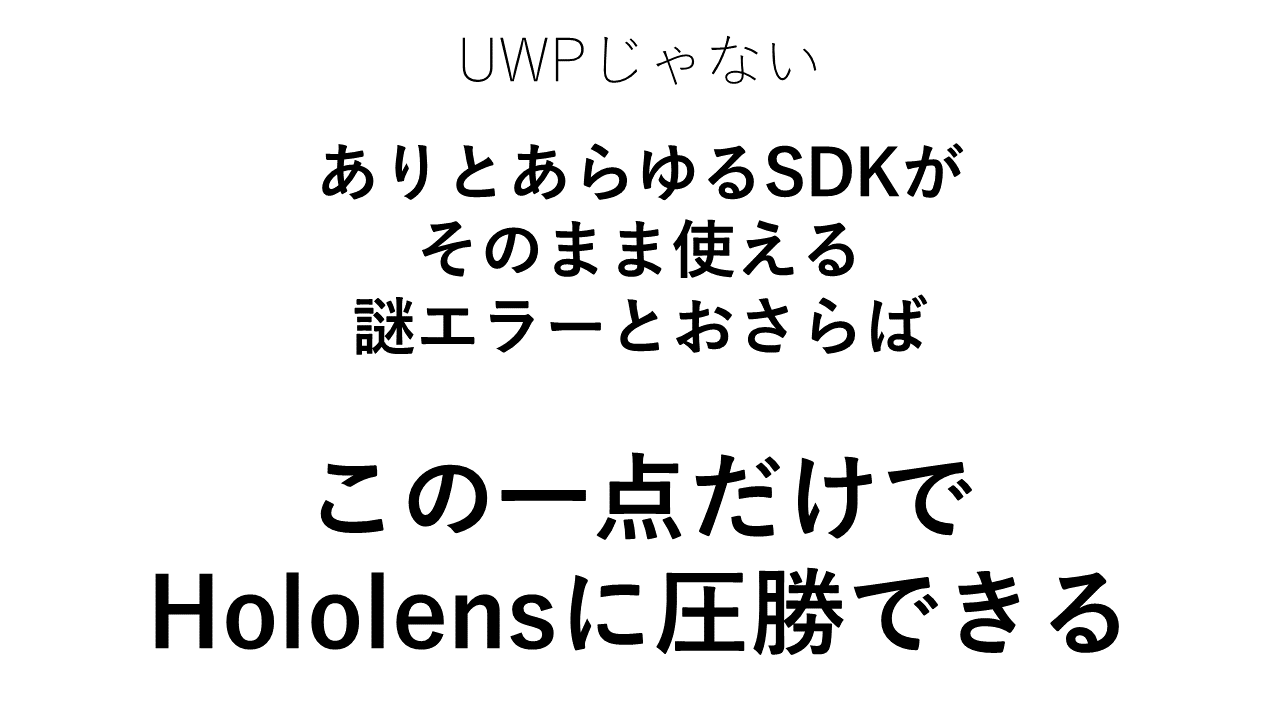 UWPじゃない
ありとあらゆるSDKが
そのまま使える
謎エラーとおさらば
この一点だけで
Hololensに圧勝できる